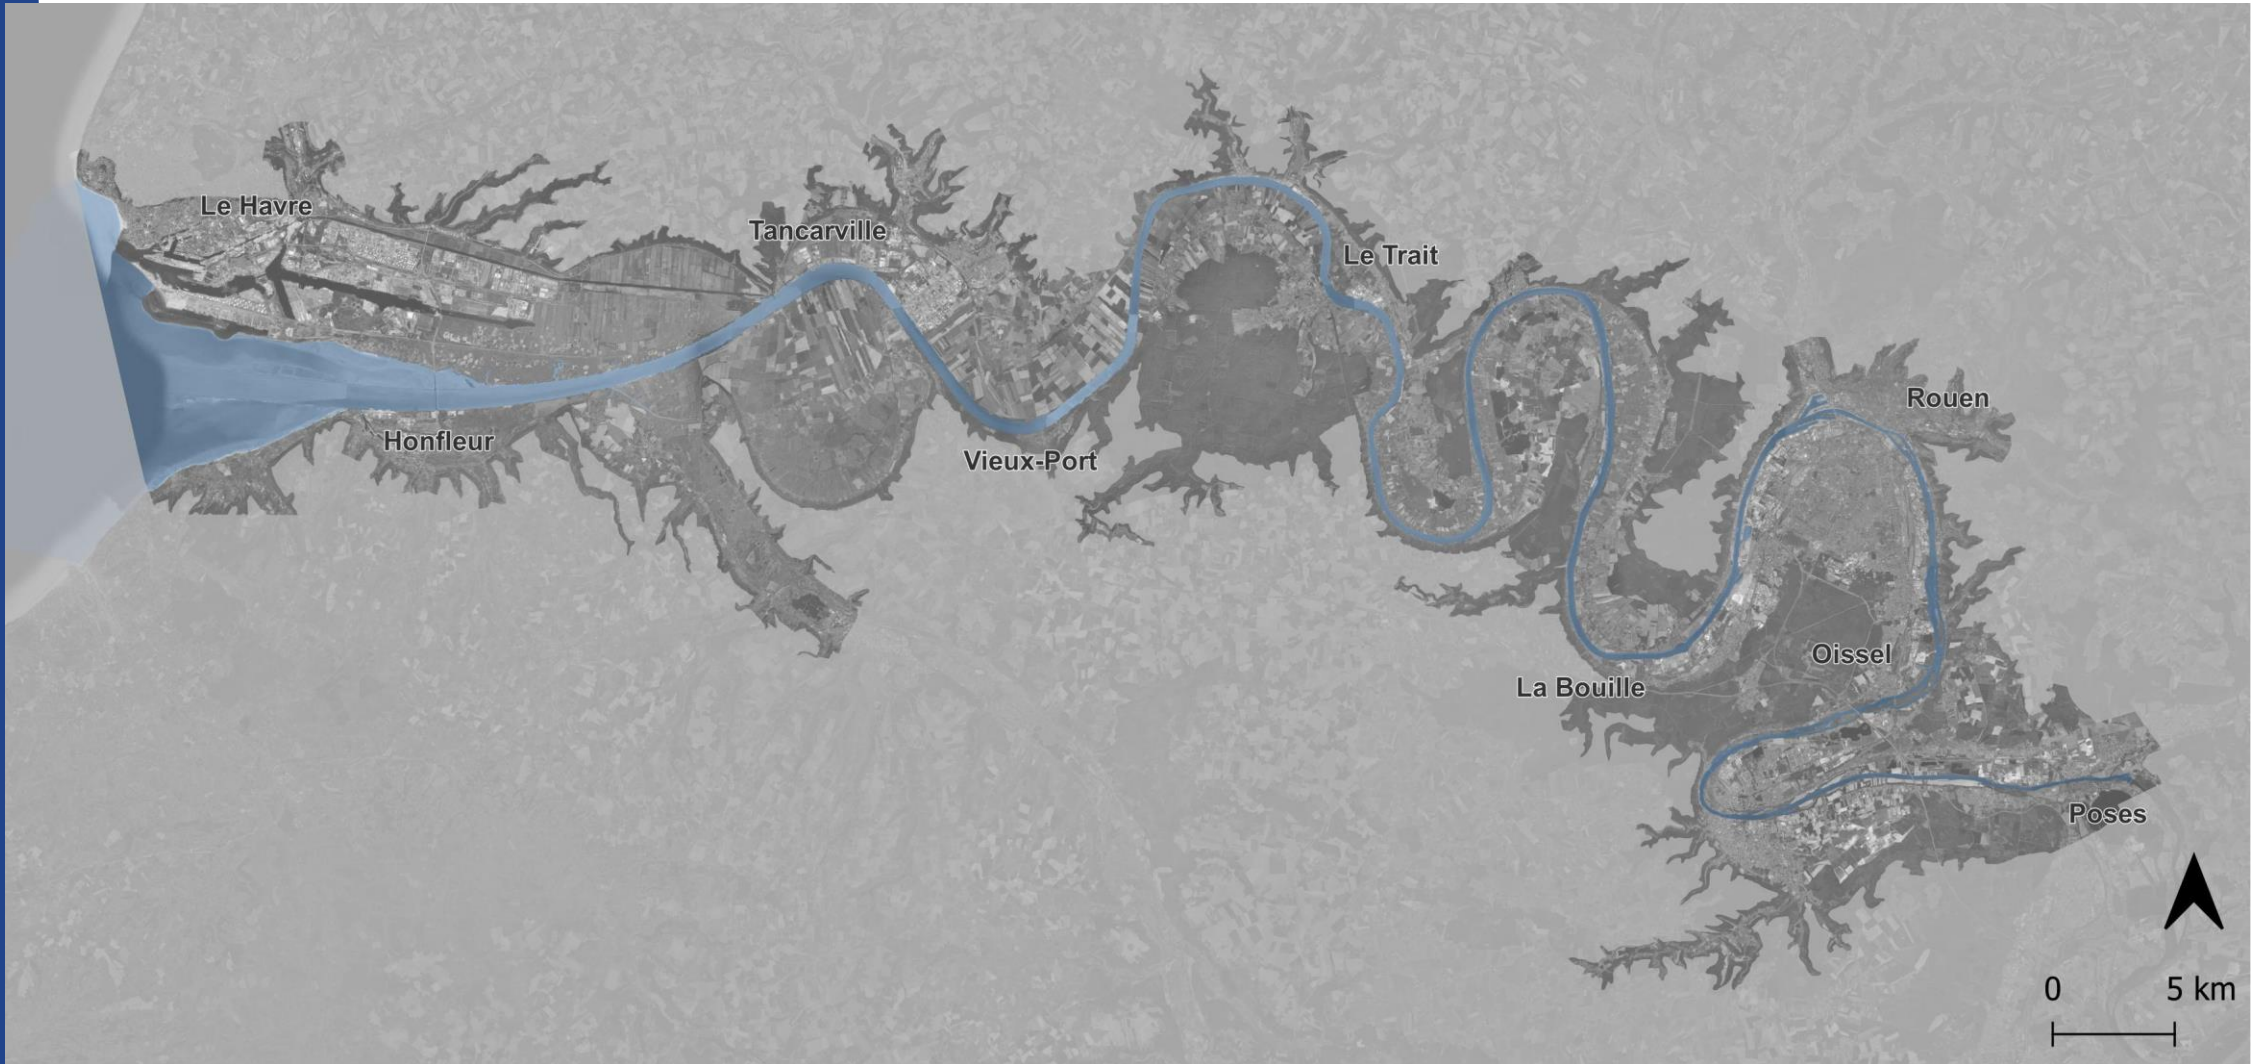 Le Havre
Tancarville
Le Trait
Rouen
Honfleur
Vieux-Port
Oissel
La Bouille
Poses
0 5 km